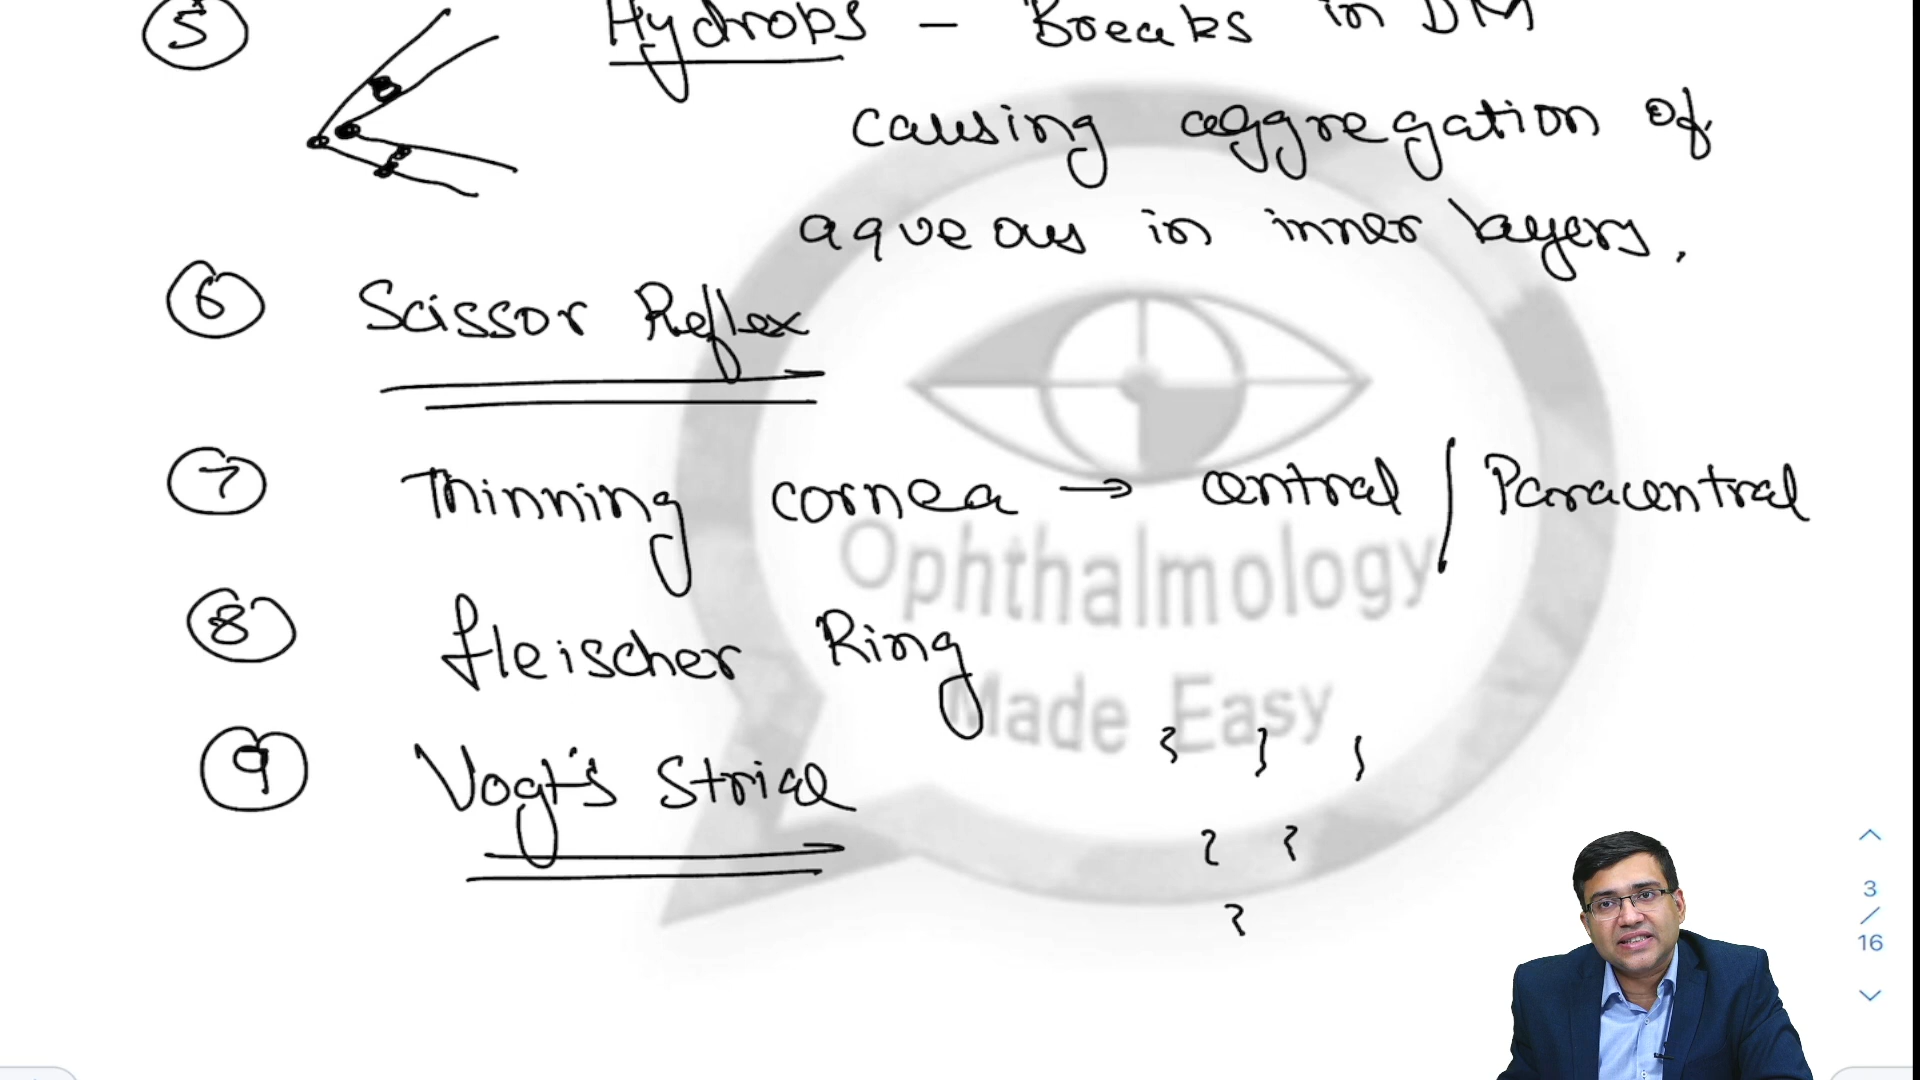 5 Hydrops - Breaks in DM
causing aggregation of
aqueous in inner layers.
6 Scissor Reflex
7 Thinning cornea → central / Paracentral
8 fleischer Ring
9 Vogt's Striae
Ophthalmology
Made Easy
3
/
16